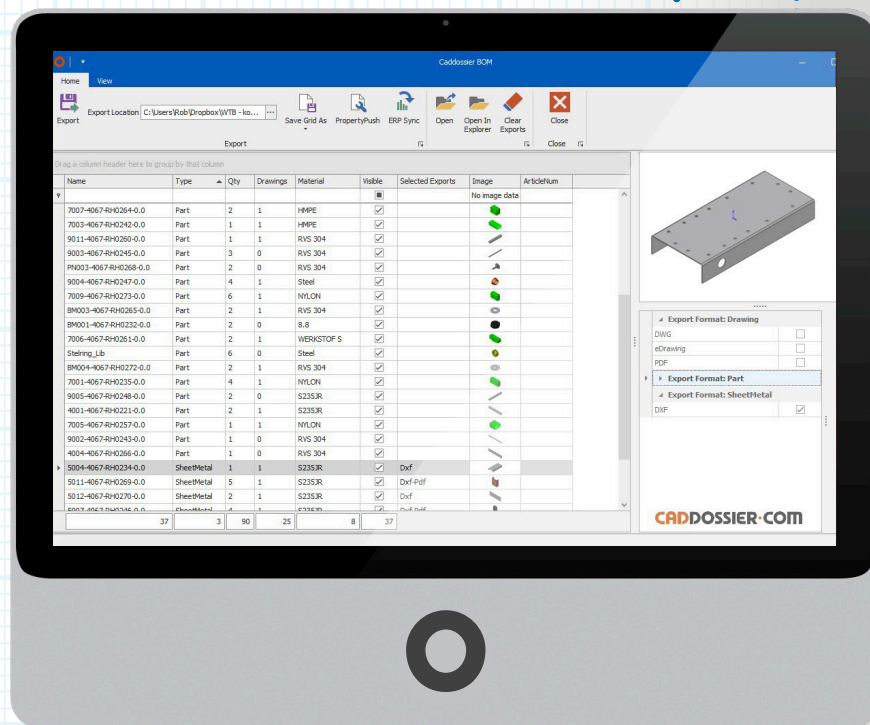 Caddossier BOM
Home View
Export
Export Location C:\Users\Rob\Dropbox\WTB - ko... ...
Save Grid As
PropertyPush
ERP Sync
Open
Open In Explorer
Clear Exports
Close
Export
Close
Drag a column header here to group by that column
Name Type Qty Drawings Material Visible Selected Exports Image ArticleNum
No image data
7007-4067-RH0264-0.0 Part 2 1 HMPE
7003-4067-RH0242-0.0 Part 1 1 HMPE
9011-4067-RH0260-0.0 Part 1 1 RVS 304
9003-4067-RH0245-0.0 Part 3 0 RVS 304
PN003-4067-RH0268-0.0 Part 2 0 RVS 304
9004-4067-RH0247-0.0 Part 4 1 Steel
7009-4067-RH0273-0.0 Part 6 1 NYLON
BM003-4067-RH0265-0.0 Part 2 1 RVS 304
BM001-4067-RH0232-0.0 Part 2 0 8.8
7006-4067-RH0261-0.0 Part 2 1 WERKSTOF S
Stelring_Lib Part 6 0 Steel
BM004-4067-RH0272-0.0 Part 2 1 RVS 304
7001-4067-RH0235-0.0 Part 4 1 NYLON
9005-4067-RH0248-0.0 Part 2 0 S235JR
4001-4067-RH0221-0.0 Part 2 1 S235JR
7005-4067-RH0257-0.0 Part 1 1 NYLON
9002-4067-RH0243-0.0 Part 1 0 RVS 304
4004-4067-RH0266-0.0 Part 1 1 RVS 304
5004-4067-RH0234-0.0 SheetMetal 1 1 S235JR Dxf
5011-4067-RH0269-0.0 SheetMetal 5 1 S235JR Dxf-Pdf
5012-4067-RH0270-0.0 SheetMetal 2 1 S235JR Dxf
37 3 90 25 8 37
Export Format: Drawing
DWG
eDrawing
PDF
Export Format: Part
Export Format: SheetMetal
DXF
CADDOSSIER·COM